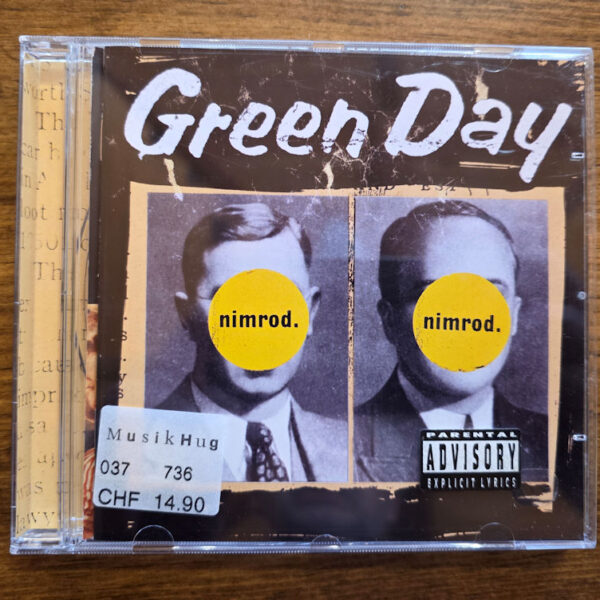 Green Day
nimrod.
nimrod.
MusikHug
037 736
CHF 14.90
PARENTAL
ADVISORY
EXPLICIT LYRICS